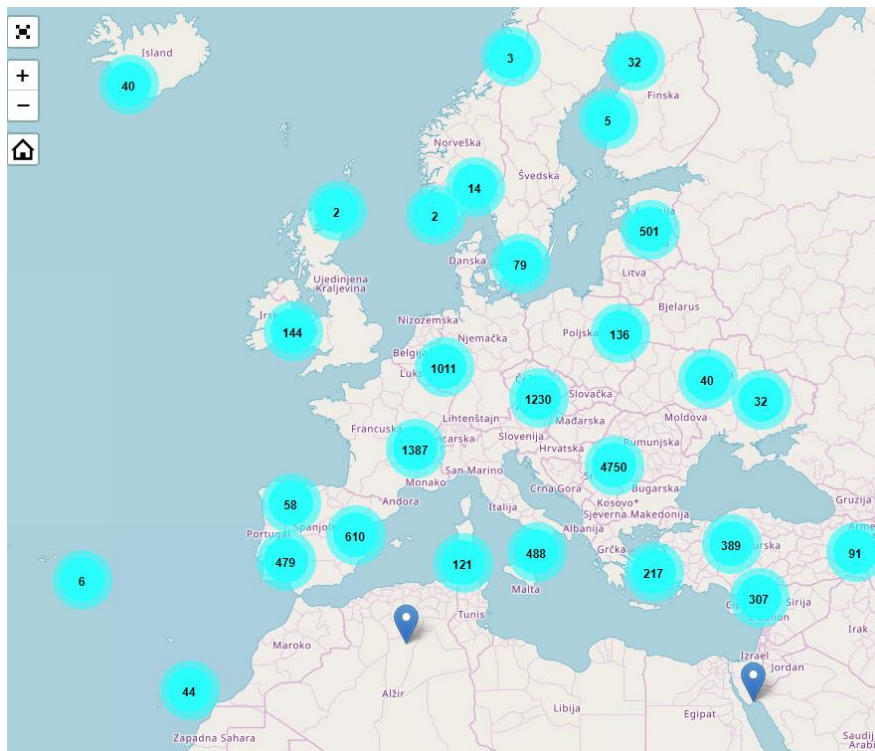 Island
40
+
−
3
32
Finska
5
Norveška
Švedska
14
2
2
501
79
Danska
Litva
Ujedinjena
Kraljevina
Bjelarus
144
Nizozemska
Poljska
136
Njemačka
Belgija
1011
40
1230
Slovačka
32
Mađarska
Moldova
Lihtenštajn
Francuska
Slovenija
Hrvatska
Rumunjska
1387
4750
Monako
San Marino
Crna Gora
Bugarska
Andora
58
Italija
Kosovo*
Sjeverna Makedonija
Gruzija
Portugal
610
Albanija
479
121
488
Grčka
389
91
6
217
Malta
307
Sirija
Tunis
Maroko
Irak
Izrael
Jordan
44
Alžir
Libija
Egipat
Zapadna Sahara